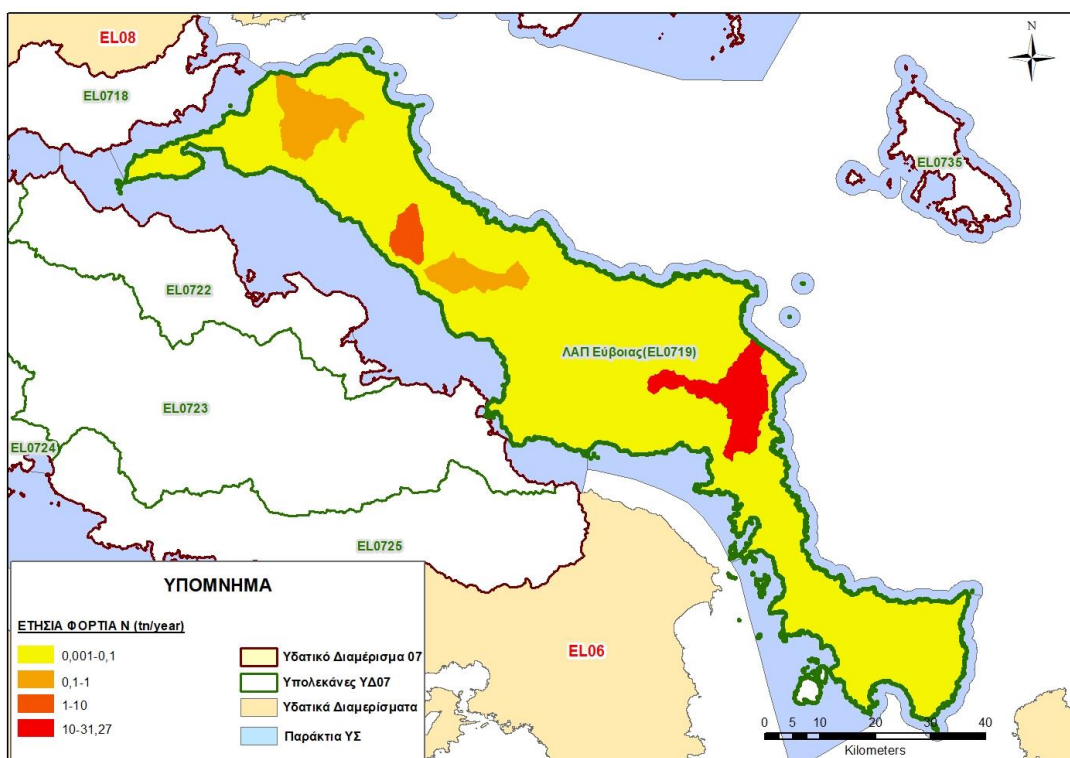 EL08
N
EL0718
EL0735
EL0722
ΛΑΠ Εύβοιας(EL0719)
EL0723
EL0724
EL0725
EL06
ΥΠΟΜΝΗΜΑ
ΕΤΗΣΙΑ ΦΟΡΤΙΑ Ν (tn/year)
0,001-0,1
0,1-1
1-10
10-31,27
Υδατικό Διαμέρισμα 07
Υπολεκάνες ΥΔ07
Υδατικά Διαμερίσματα
Παράκτια ΥΣ
0 5 10 20 30 40
Kilometers